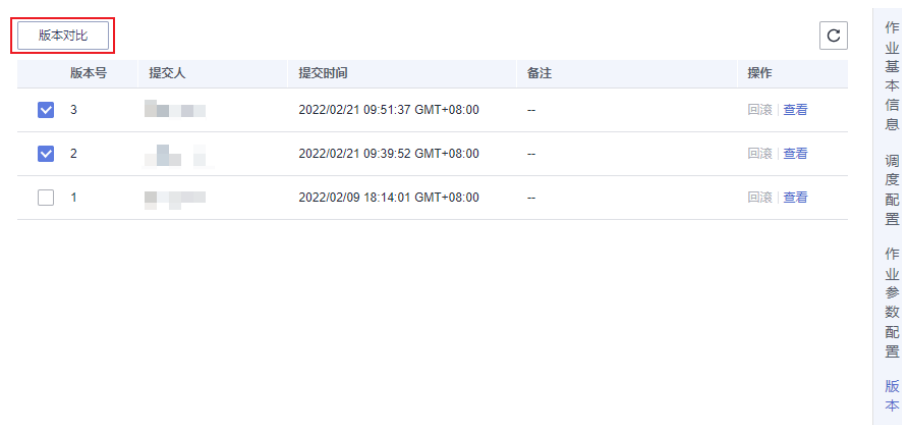 版本对比
版本号 提交人 提交时间 备注 操作
3 2022/02/21 09:51:37 GMT+08:00 -- 回滚 查看
2 2022/02/21 09:39:52 GMT+08:00 -- 回滚 查看
1 2022/02/09 18:14:01 GMT+08:00 -- 回滚 查看
作业基本信息
调度配置
作业参数配置
版本